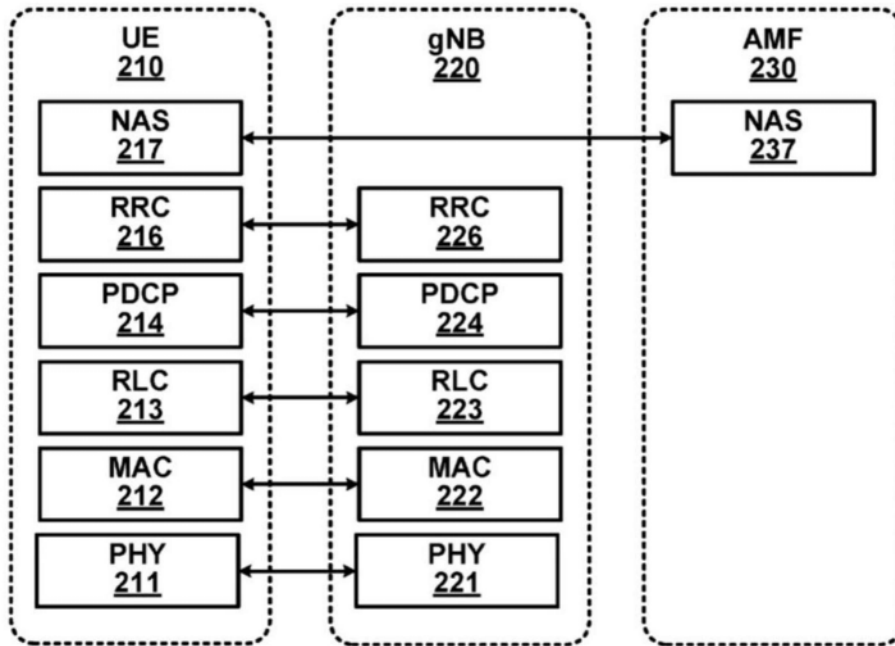 UE
210
gNB
220
AMF
230
NAS
217
NAS
237
RRC
216
RRC
226
PDCP
214
PDCP
224
RLC
213
RLC
223
MAC
212
MAC
222
PHY
211
PHY
221